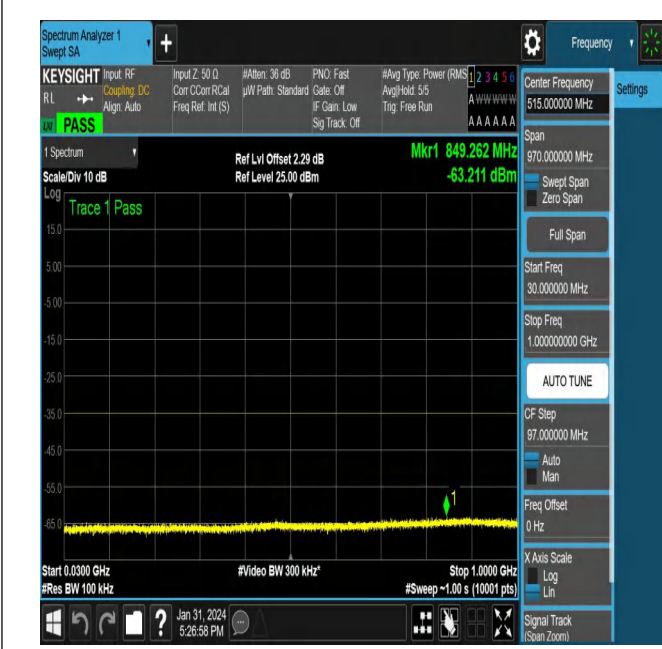 Spectrum Analyzer 1
Swept SA
Frequency
KEYSIGHT
RL
PASS
Input: RF
Coupling: DC
Align: Auto
Input Z: 50 Ω
Corr CCorr RCal
Freq Ref: Int (S)
#Atten: 36 dB
µW Path: Standard
PNO: Fast
Gate: Off
IF Gain: Low
Sig Track: Off
#Avg Type: Power (RMS
Avg|Hold: 5/5
Trig: Free Run
1 2 3 4 5 6
A W W W W W
A A A A A A
1 Spectrum
Scale/Div 10 dB
Ref Lvl Offset 2.29 dB
Ref Level 25.00 dBm
Mkr1 849.262 MHz
-63.211 dBm
Log
Trace 1 Pass
15.0
5.00
-5.00
-15.0
-25.0
-35.0
-45.0
-55.0
-65.0
1
Start 0.0300 GHz
#Res BW 100 kHz
#Video BW 300 kHz*
Stop 1.0000 GHz
#Sweep ~1.00 s (10001 pts)
Jan 31, 2024
5:26:58 PM
Center Frequency
515.000000 MHz
Settings
Span
970.000000 MHz
Swept Span
Zero Span
Full Span
Start Freq
30.000000 MHz
Stop Freq
1.000000000 GHz
AUTO TUNE
CF Step
97.000000 MHz
Auto
Man
Freq Offset
0 Hz
X Axis Scale
Log
Lin
Signal Track
(Span Zoom)